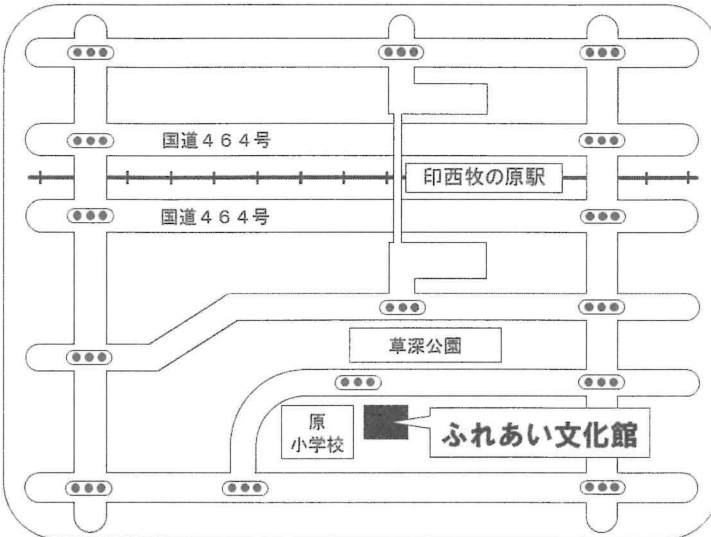 国道４６４号
印西牧の原駅
国道４６４号
草深公園
原
小学校
ふれあい文化館